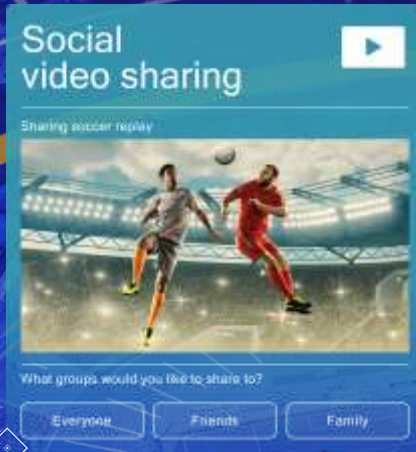 Social
video sharing
Sharing soccer replay
What groups would you like to share to?
Everyone
Friends
Family